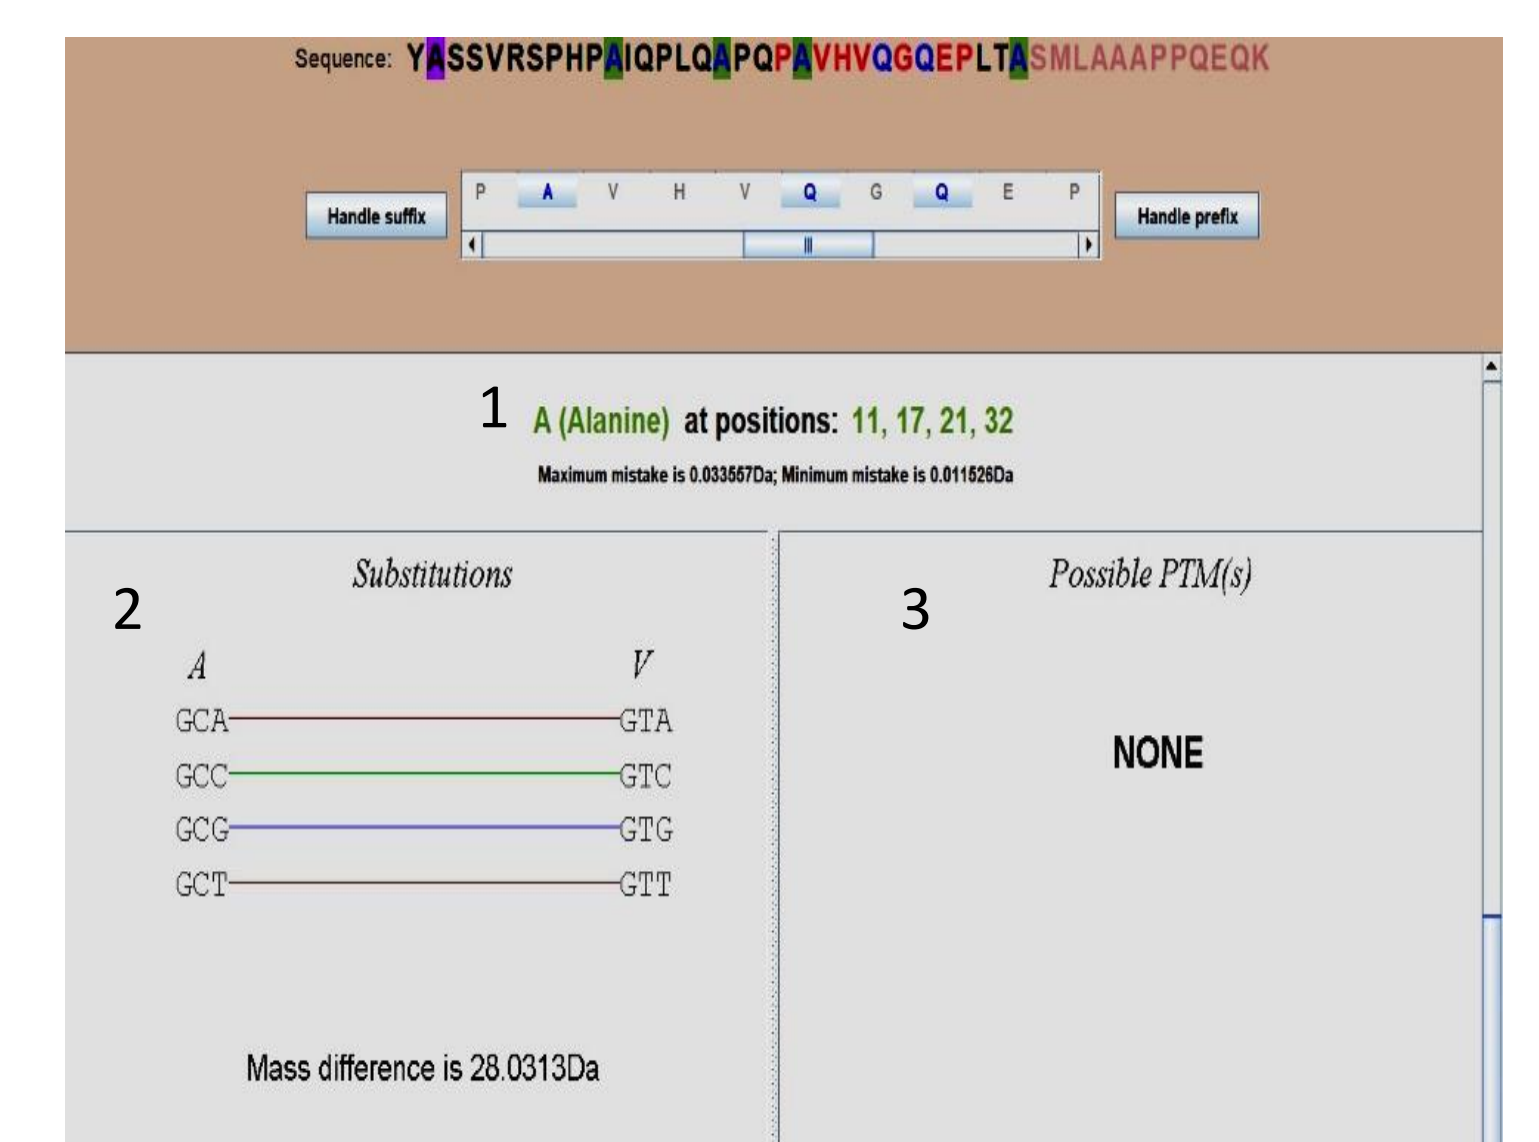 Sequence: YASSVRSPHPAIQPLQAPQPAVHVQGQEPLTASMLAAAPPQEQK
Handle suffix P A V H V Q G Q E P Handle prefix
1 A (Alanine) at positions: 11, 17, 21, 32
Maximum mistake is 0.033557Da; Minimum mistake is 0.011526Da
Substitutions
2
A V
GCA GTA
GCC GTC
GCG GTG
GCT GTT
Mass difference is 28.0313Da
Possible PTM(s)
3
NONE